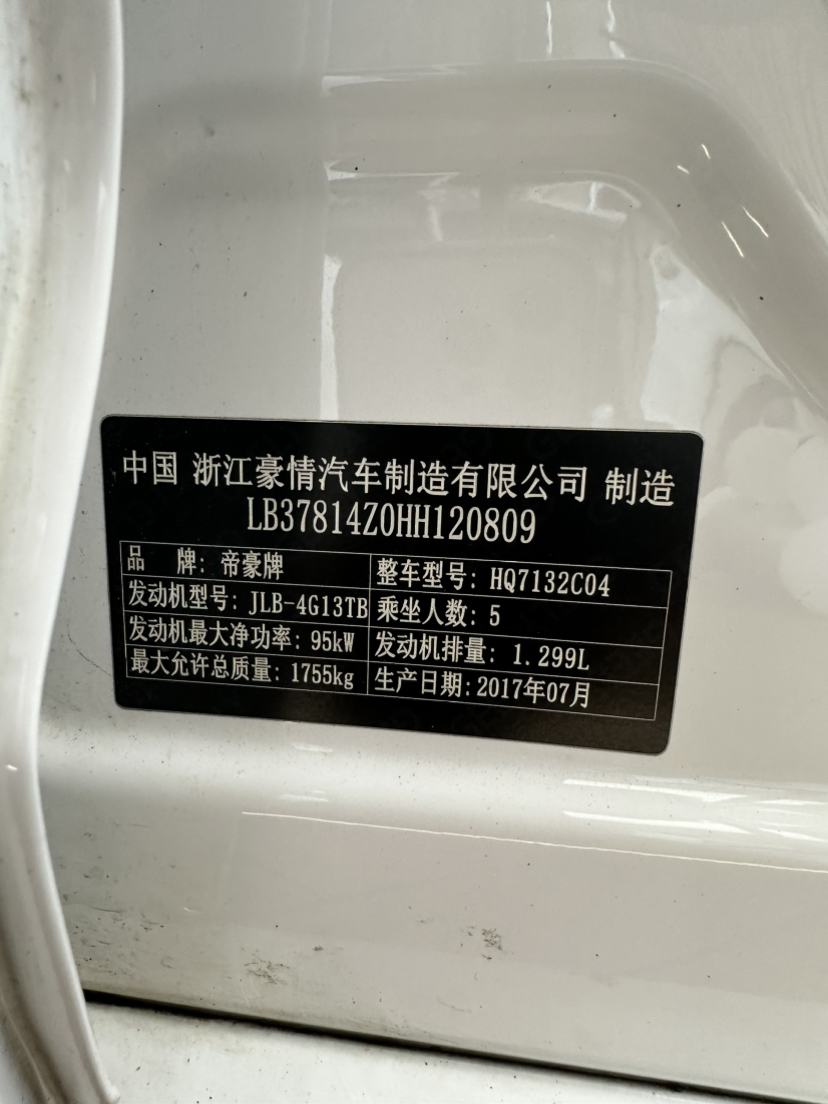 中国 浙江豪情汽车制造有限公司 制造
LB37814Z0HH120809
品 牌: 帝豪牌 整车型号: HQ7132C04
发动机型号: JLB-4G13TB 乘坐人数: 5
发动机最大净功率: 95kW 发动机排量: 1.299L
最大允许总质量: 1755kg 生产日期: 2017年07月